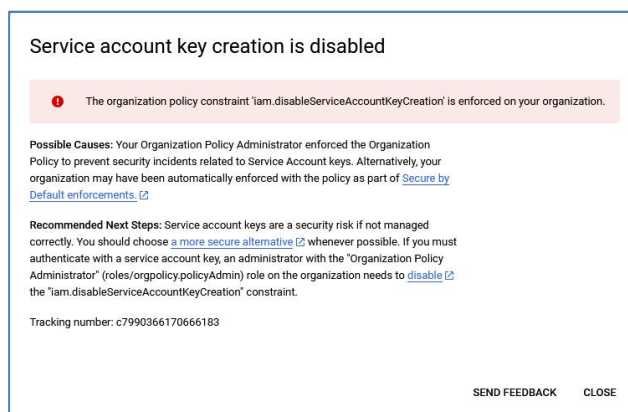 Service account key creation is disabled
The organization policy constraint 'iam.disableServiceAccountKeyCreation' is enforced on your organization.
Possible Causes: Your Organization Policy Administrator enforced the Organization
Policy to prevent security incidents related to Service Account keys. Alternatively, your
organization may have been automatically enforced with the policy as part of Secure by
Default enforcements.
Recommended Next Steps: Service account keys are a security risk if not managed
correctly. You should choose a more secure alternative whenever possible. If you must
authenticate with a service account key, an administrator with the "Organization Policy
Administrator" (roles/orgpolicy.policyAdmin) role on the organization needs to disable
the "iam.disableServiceAccountKeyCreation" constraint.
Tracking number: c7990366170666183
SEND FEEDBACK CLOSE